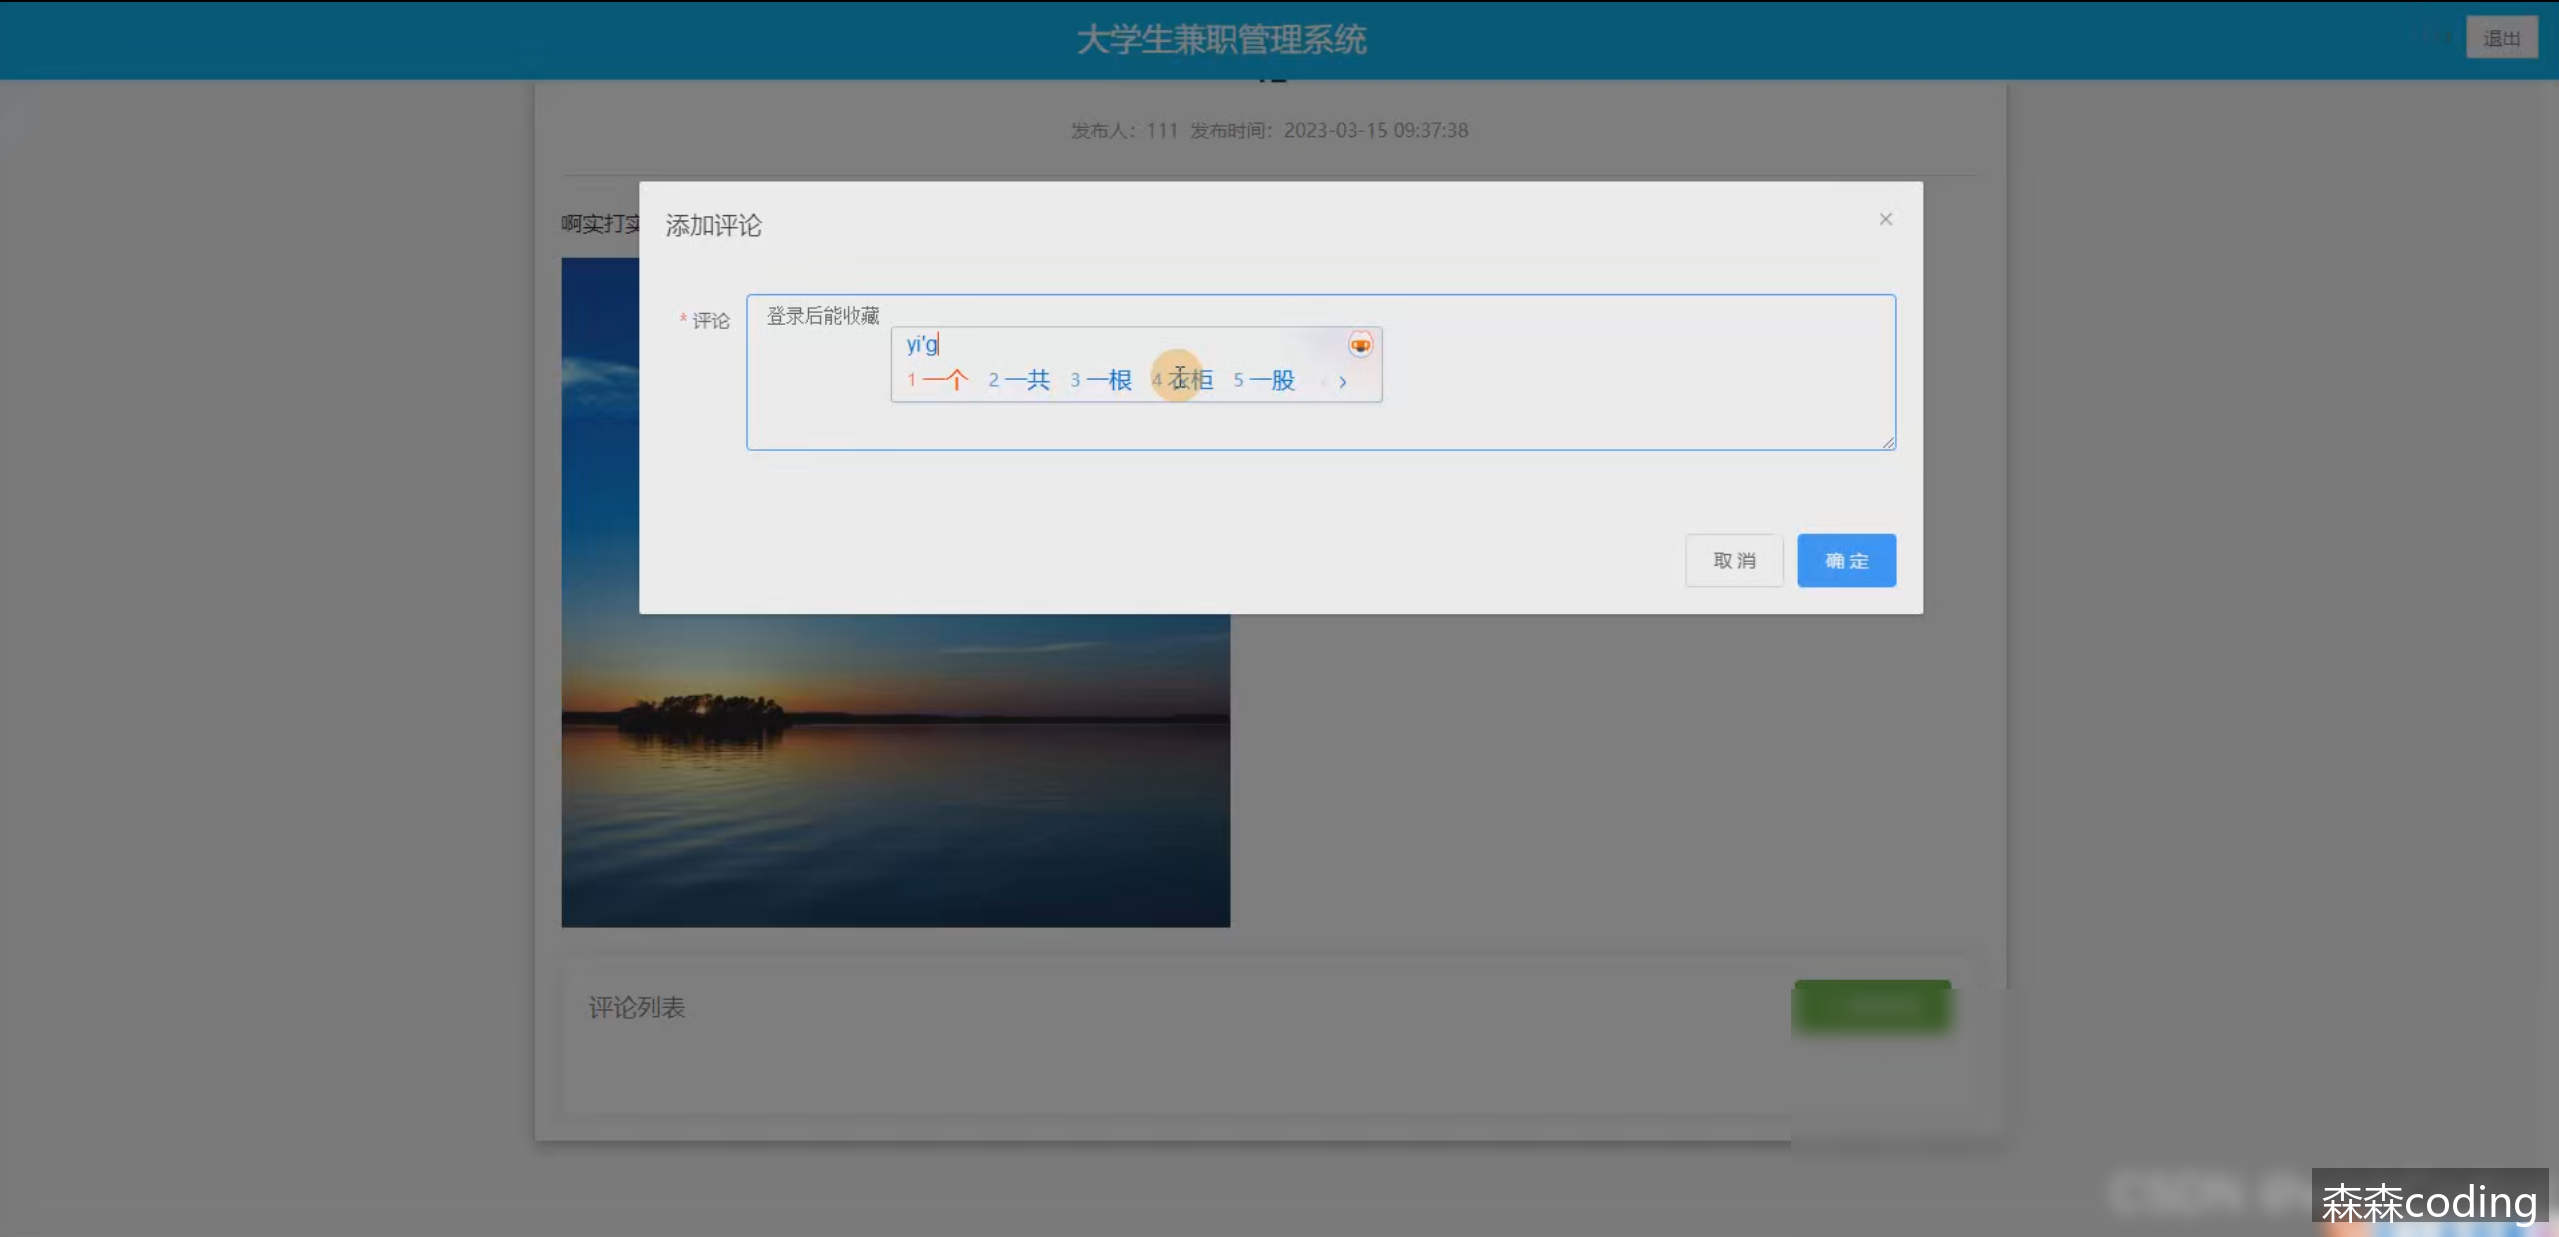 大学生兼职管理系统
退出
发布人：111 发布时间：2023-03-15 09:37:38
啊实打实
添加评论
* 评论
登录后能收藏
yi'g
1 一个 2 一共 3 一根 4 衣柜 5 一股
取 消
确 定
评论列表
森森coding